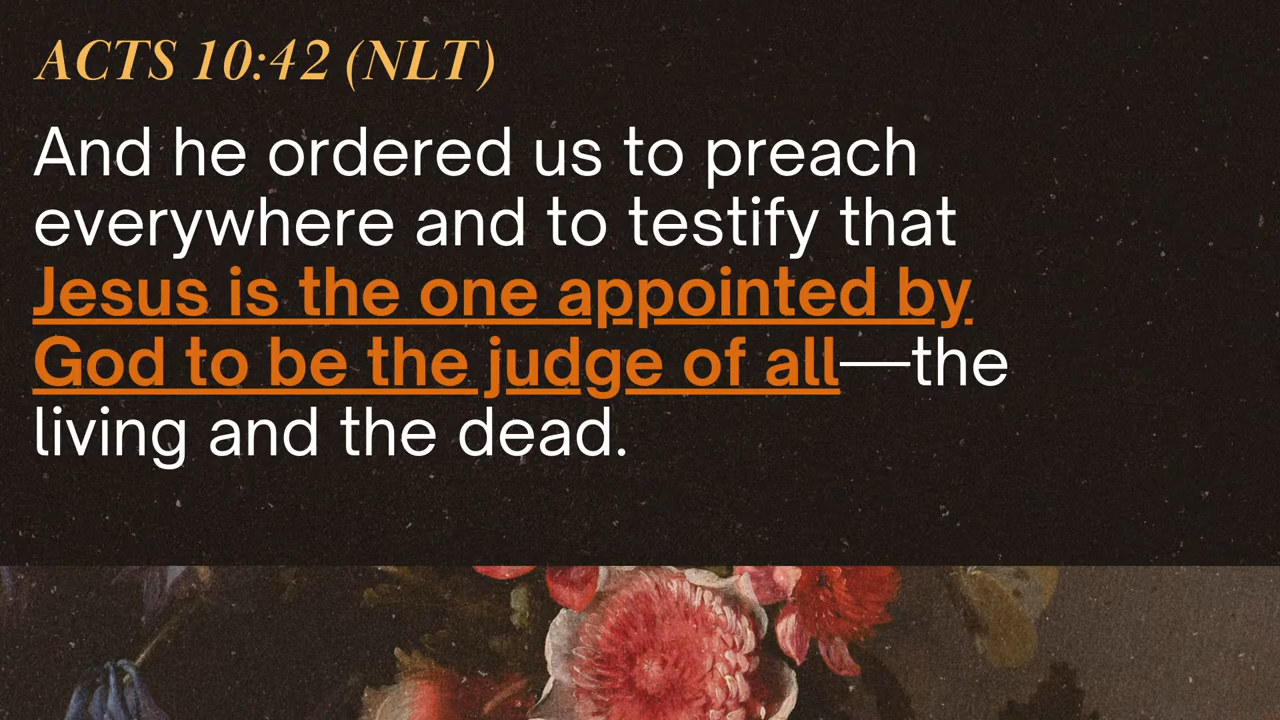 ACTS 10:42 (NLT)
And he ordered us to preach
everywhere and to testify that
Jesus is the one appointed by
God to be the judge of all—the
living and the dead.